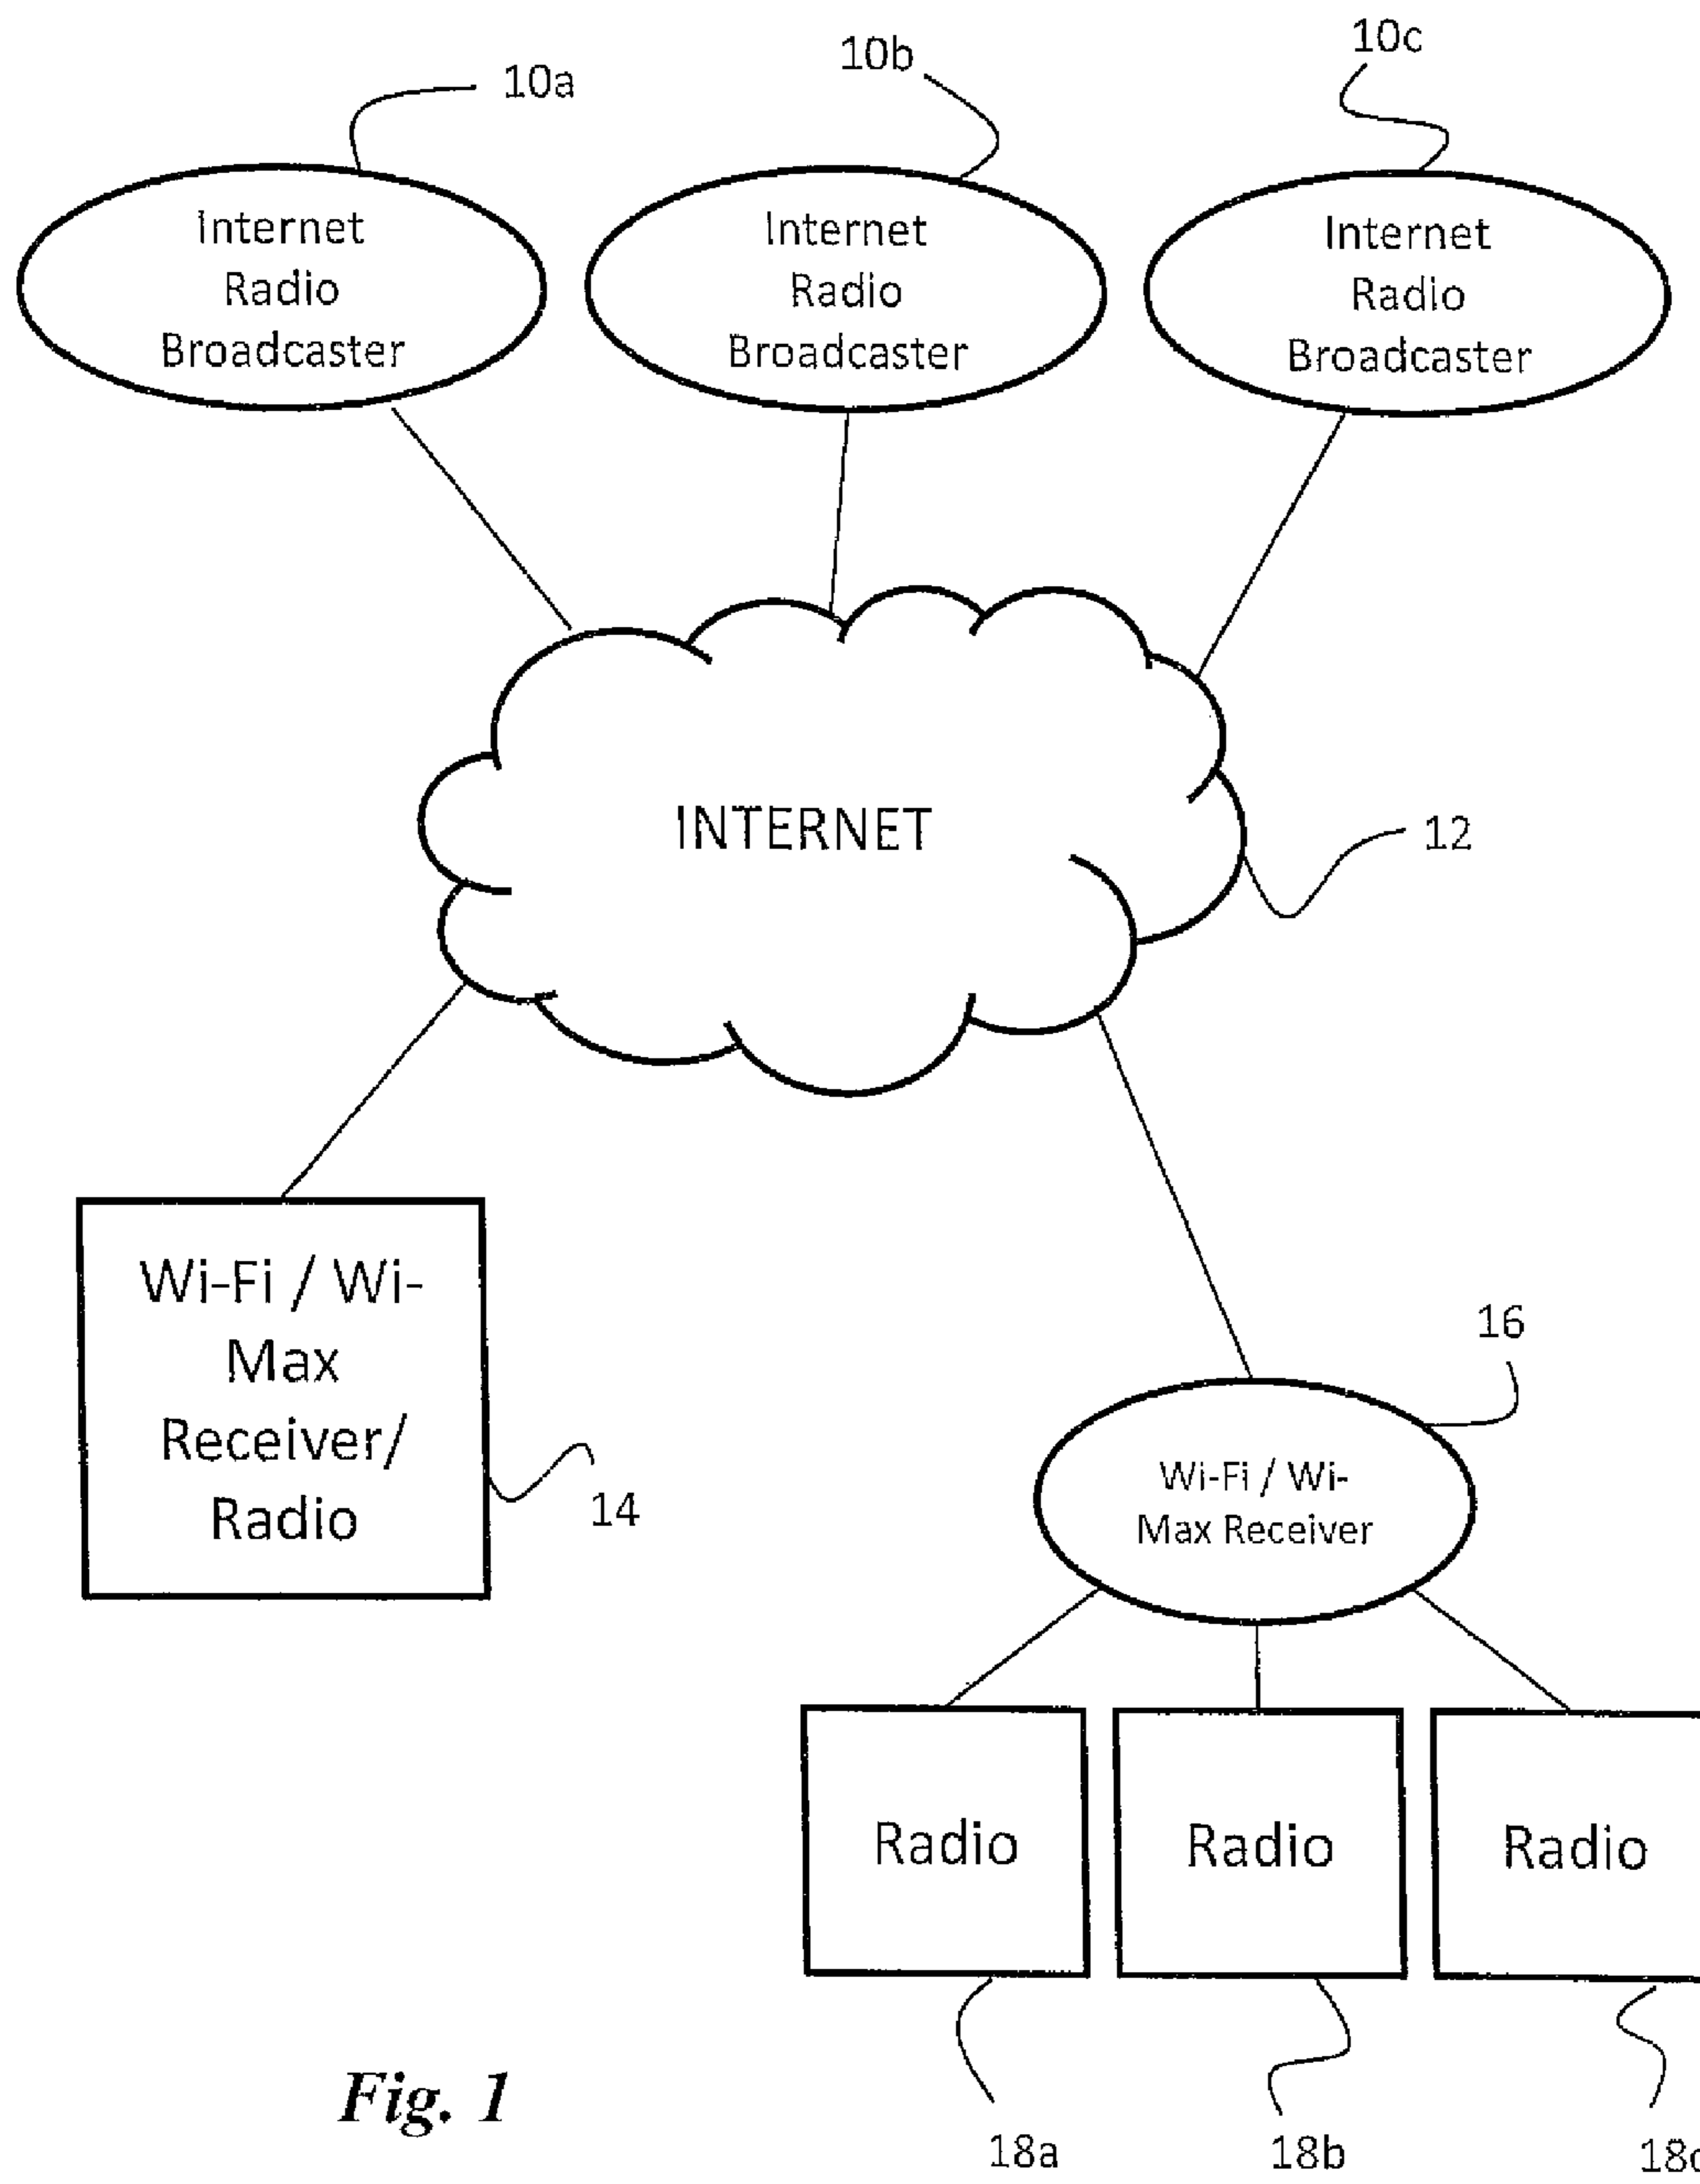 10a
10b
10c
Internet
Radio
Broadcaster
Internet
Radio
Broadcaster
Internet
Radio
Broadcaster
INTERNET
12
Wi-Fi / Wi-
Max
Receiver/
Radio
14
16
Wi-Fi / Wi-
Max Receiver
Radio
Radio
Radio
18a
18b
Fig. 1